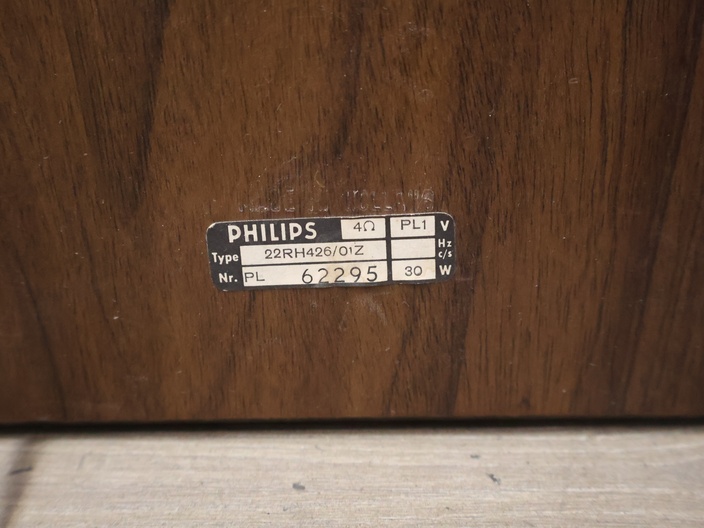 PHILIPS 4Ω PL1 V
Type 22RH426/01Z Hz c/s
Nr. PL 62295 30 W